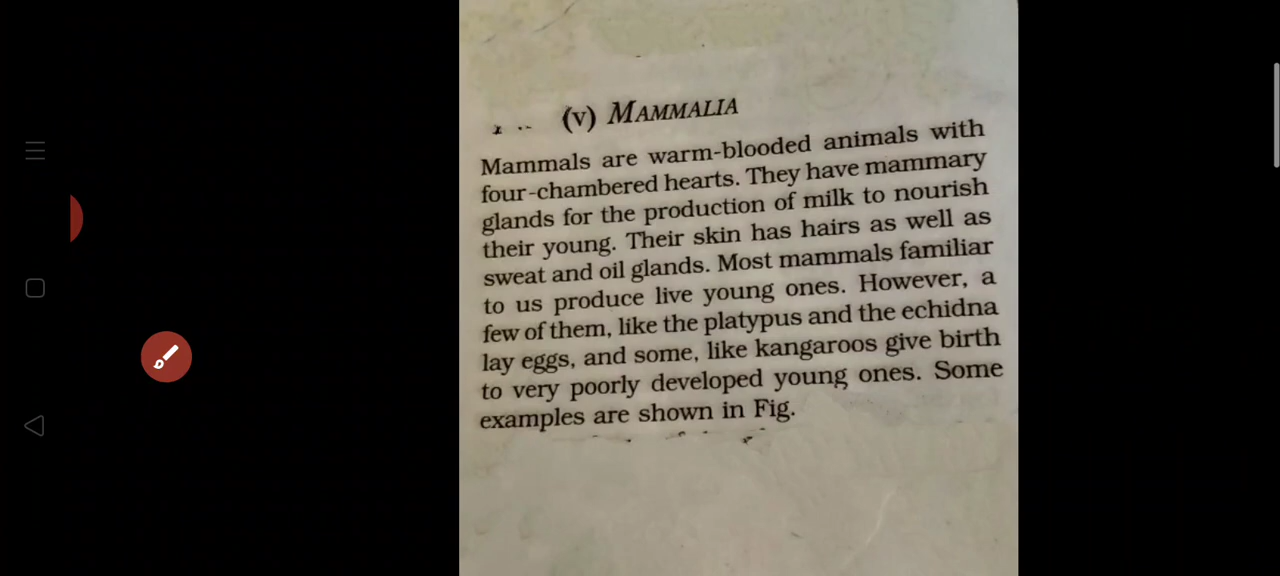 (v) MAMMALIA
Mammals are warm-blooded animals with
four-chambered hearts. They have mammary
glands for the production of milk to nourish
their young. Their skin has hairs as well as
sweat and oil glands. Most mammals familiar
to us produce live young ones. However, a
few of them, like the platypus and the echidna
lay eggs, and some, like kangaroos give birth
to very poorly developed young ones. Some
examples are shown in Fig.